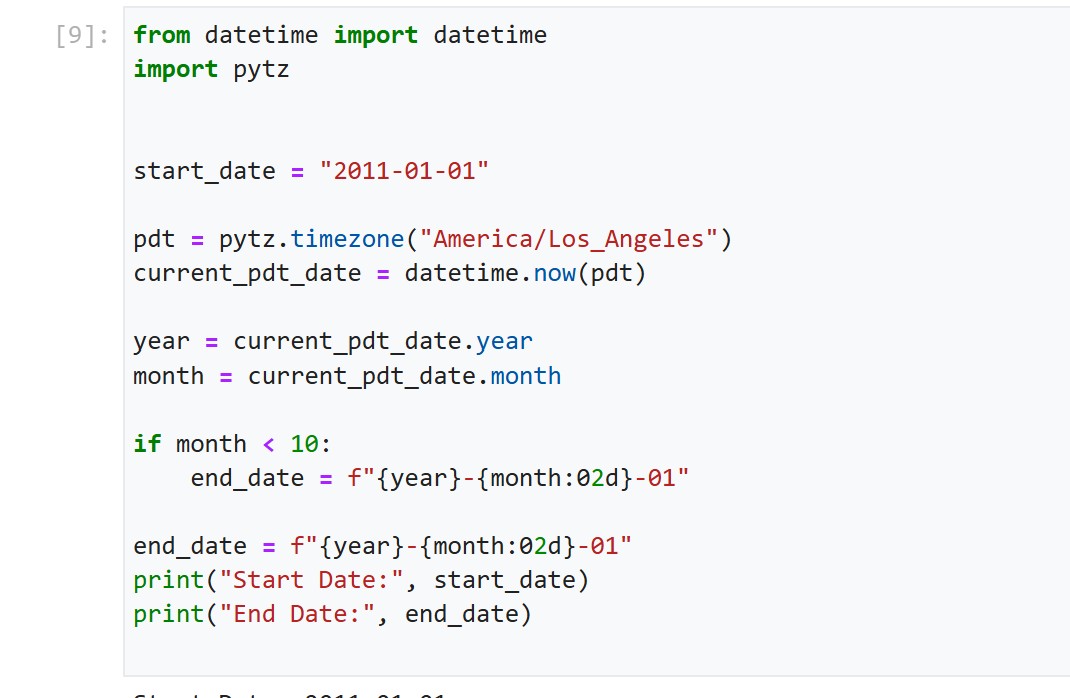 [9]:
from datetime import datetime
import pytz
start_date = "2011-01-01"
pdt = pytz.timezone("America/Los_Angeles")
current_pdt_date = datetime.now(pdt)
year = current_pdt_date.year
month = current_pdt_date.month
if month < 10:
    end_date = f"{year}-{month:02d}-01"
end_date = f"{year}-{month:02d}-01"
print("Start Date:", start_date)
print("End Date:", end_date)